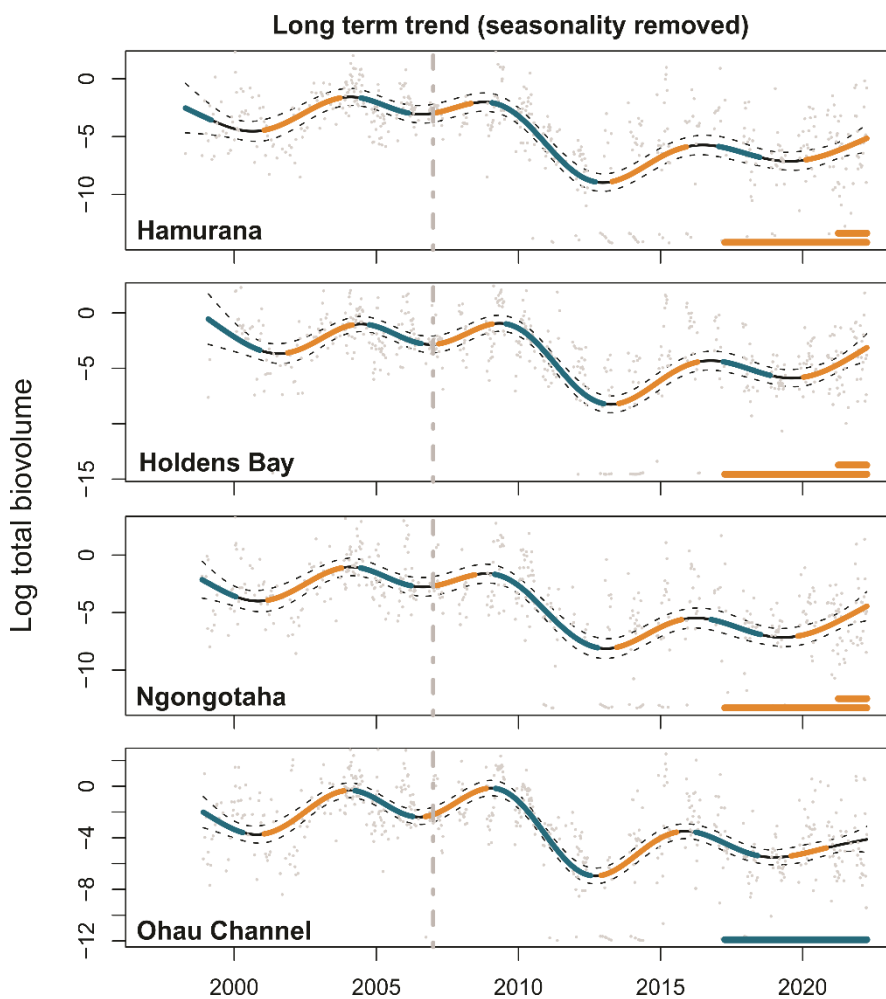 Long term trend (seasonality removed)
Log total biovolume
0
−5
−10
Hamurana
0
5
−15
Holdens Bay
0
−5
−10
Ngongotaha
0
−4
−8
−12
Ohau Channel
2000 2005 2010 2015 2020